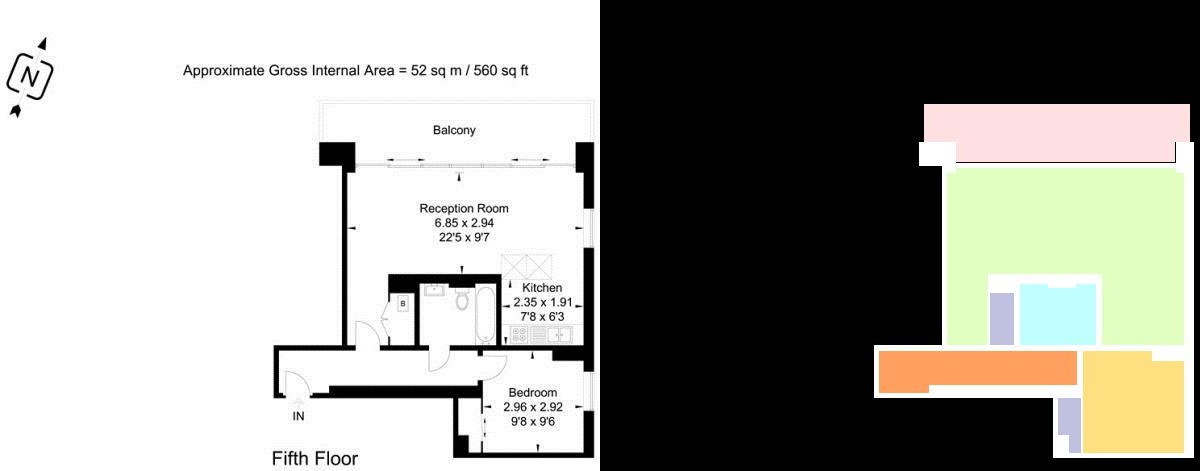 N
Approximate Gross Internal Area = 52 sq m / 560 sq ft
Balcony
Reception Room
6.85 x 2.94
22'5 x 9'7
Kitchen
2.35 x 1.91
7'8 x 6'3
B
Bedroom
2.96 x 2.92
9'8 x 9'6
IN
Fifth Floor